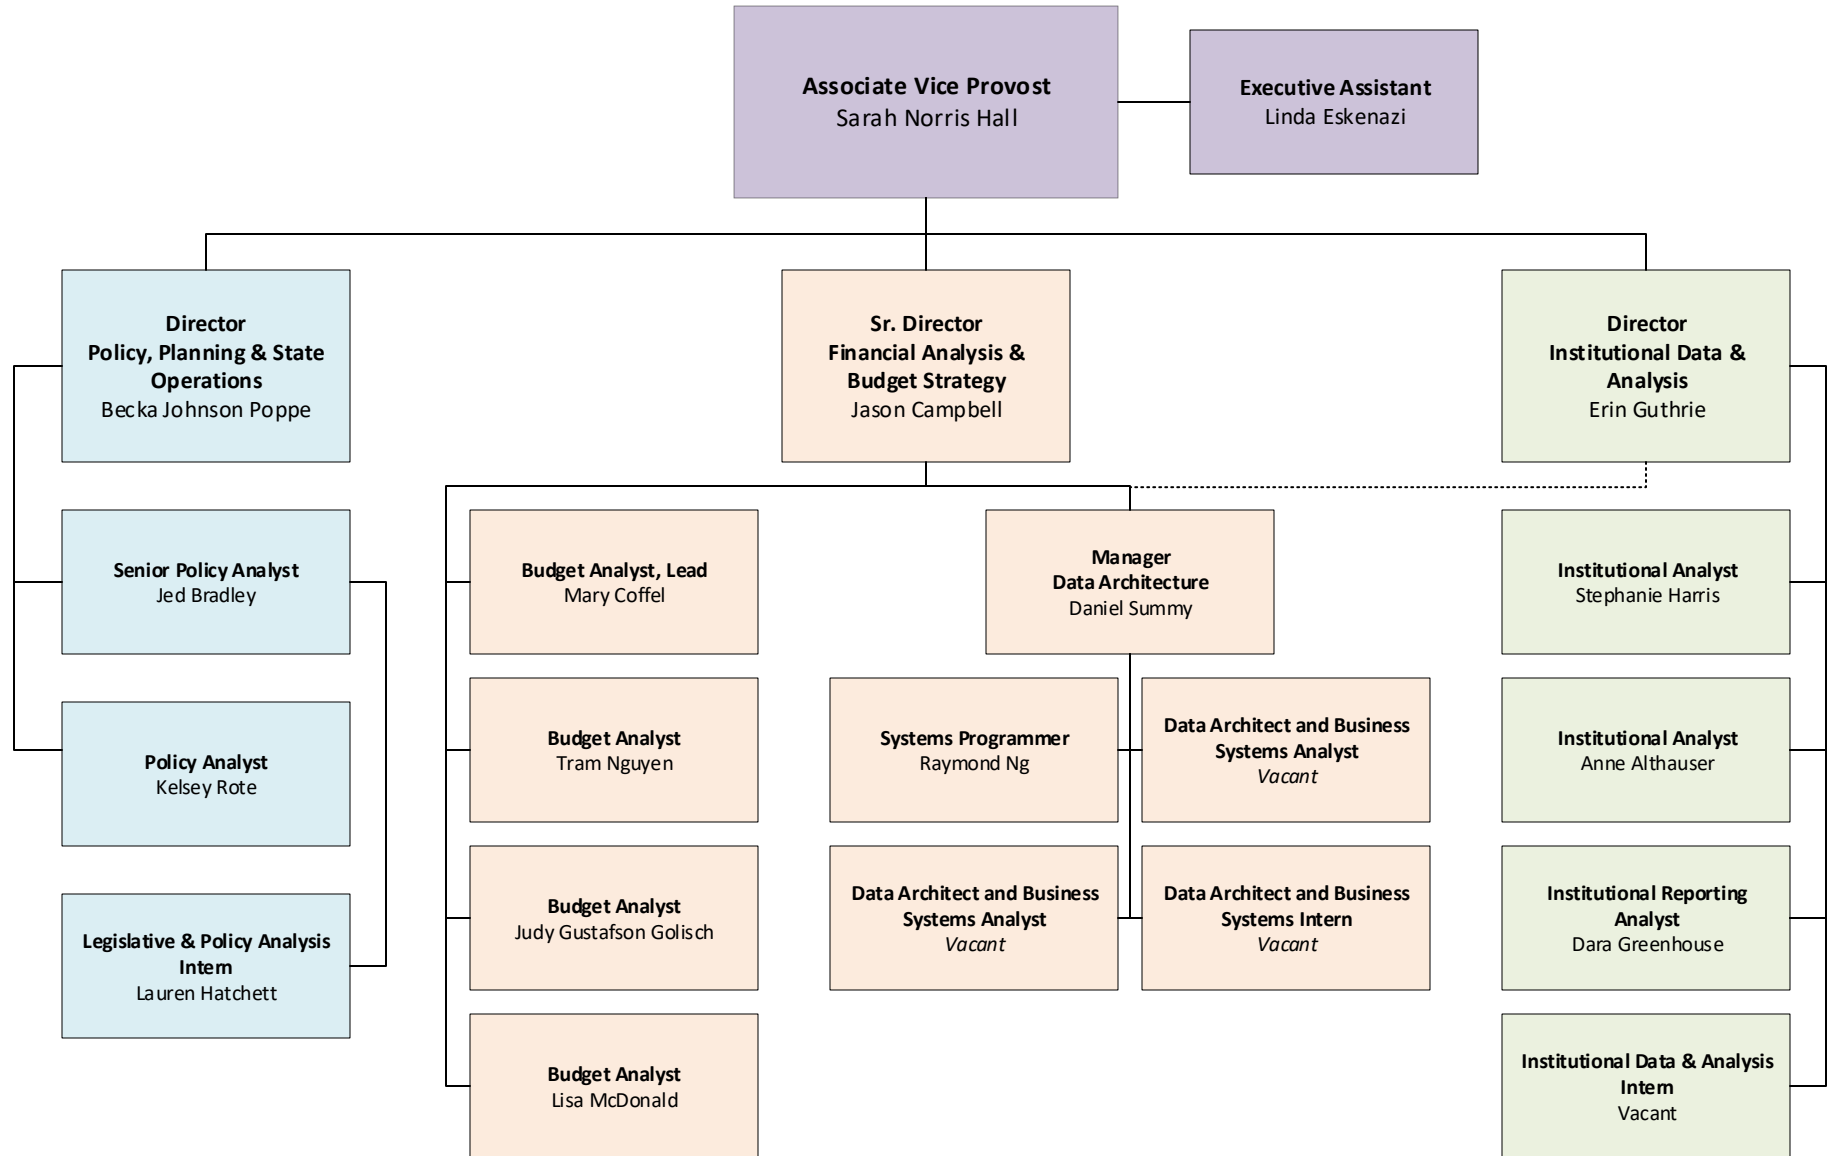 Associate Vice Provost
Sarah Norris Hall
Executive Assistant
Linda Eskenazi
Director
Policy, Planning & State
Operations
Becka Johnson Poppe
Sr. Director
Financial Analysis &
Budget Strategy
Jason Campbell
Director
Institutional Data &
Analysis
Erin Guthrie
Senior Policy Analyst
Jed Bradley
Policy Analyst
Kelsey Rote
Legislative & Policy Analysis
Intern
Lauren Hatchett
Budget Analyst, Lead
Mary Coffel
Budget Analyst
Tram Nguyen
Budget Analyst
Judy Gustafson Golisch
Budget Analyst
Lisa McDonald
Manager
Data Architecture
Daniel Summy
Systems Programmer
Raymond Ng
Data Architect and Business
Systems Analyst
Vacant
Data Architect and Business
Systems Analyst
Vacant
Data Architect and Business
Systems Intern
Vacant
Institutional Analyst
Stephanie Harris
Institutional Analyst
Anne Althauser
Institutional Reporting
Analyst
Dara Greenhouse
Institutional Data & Analysis
Intern
Vacant